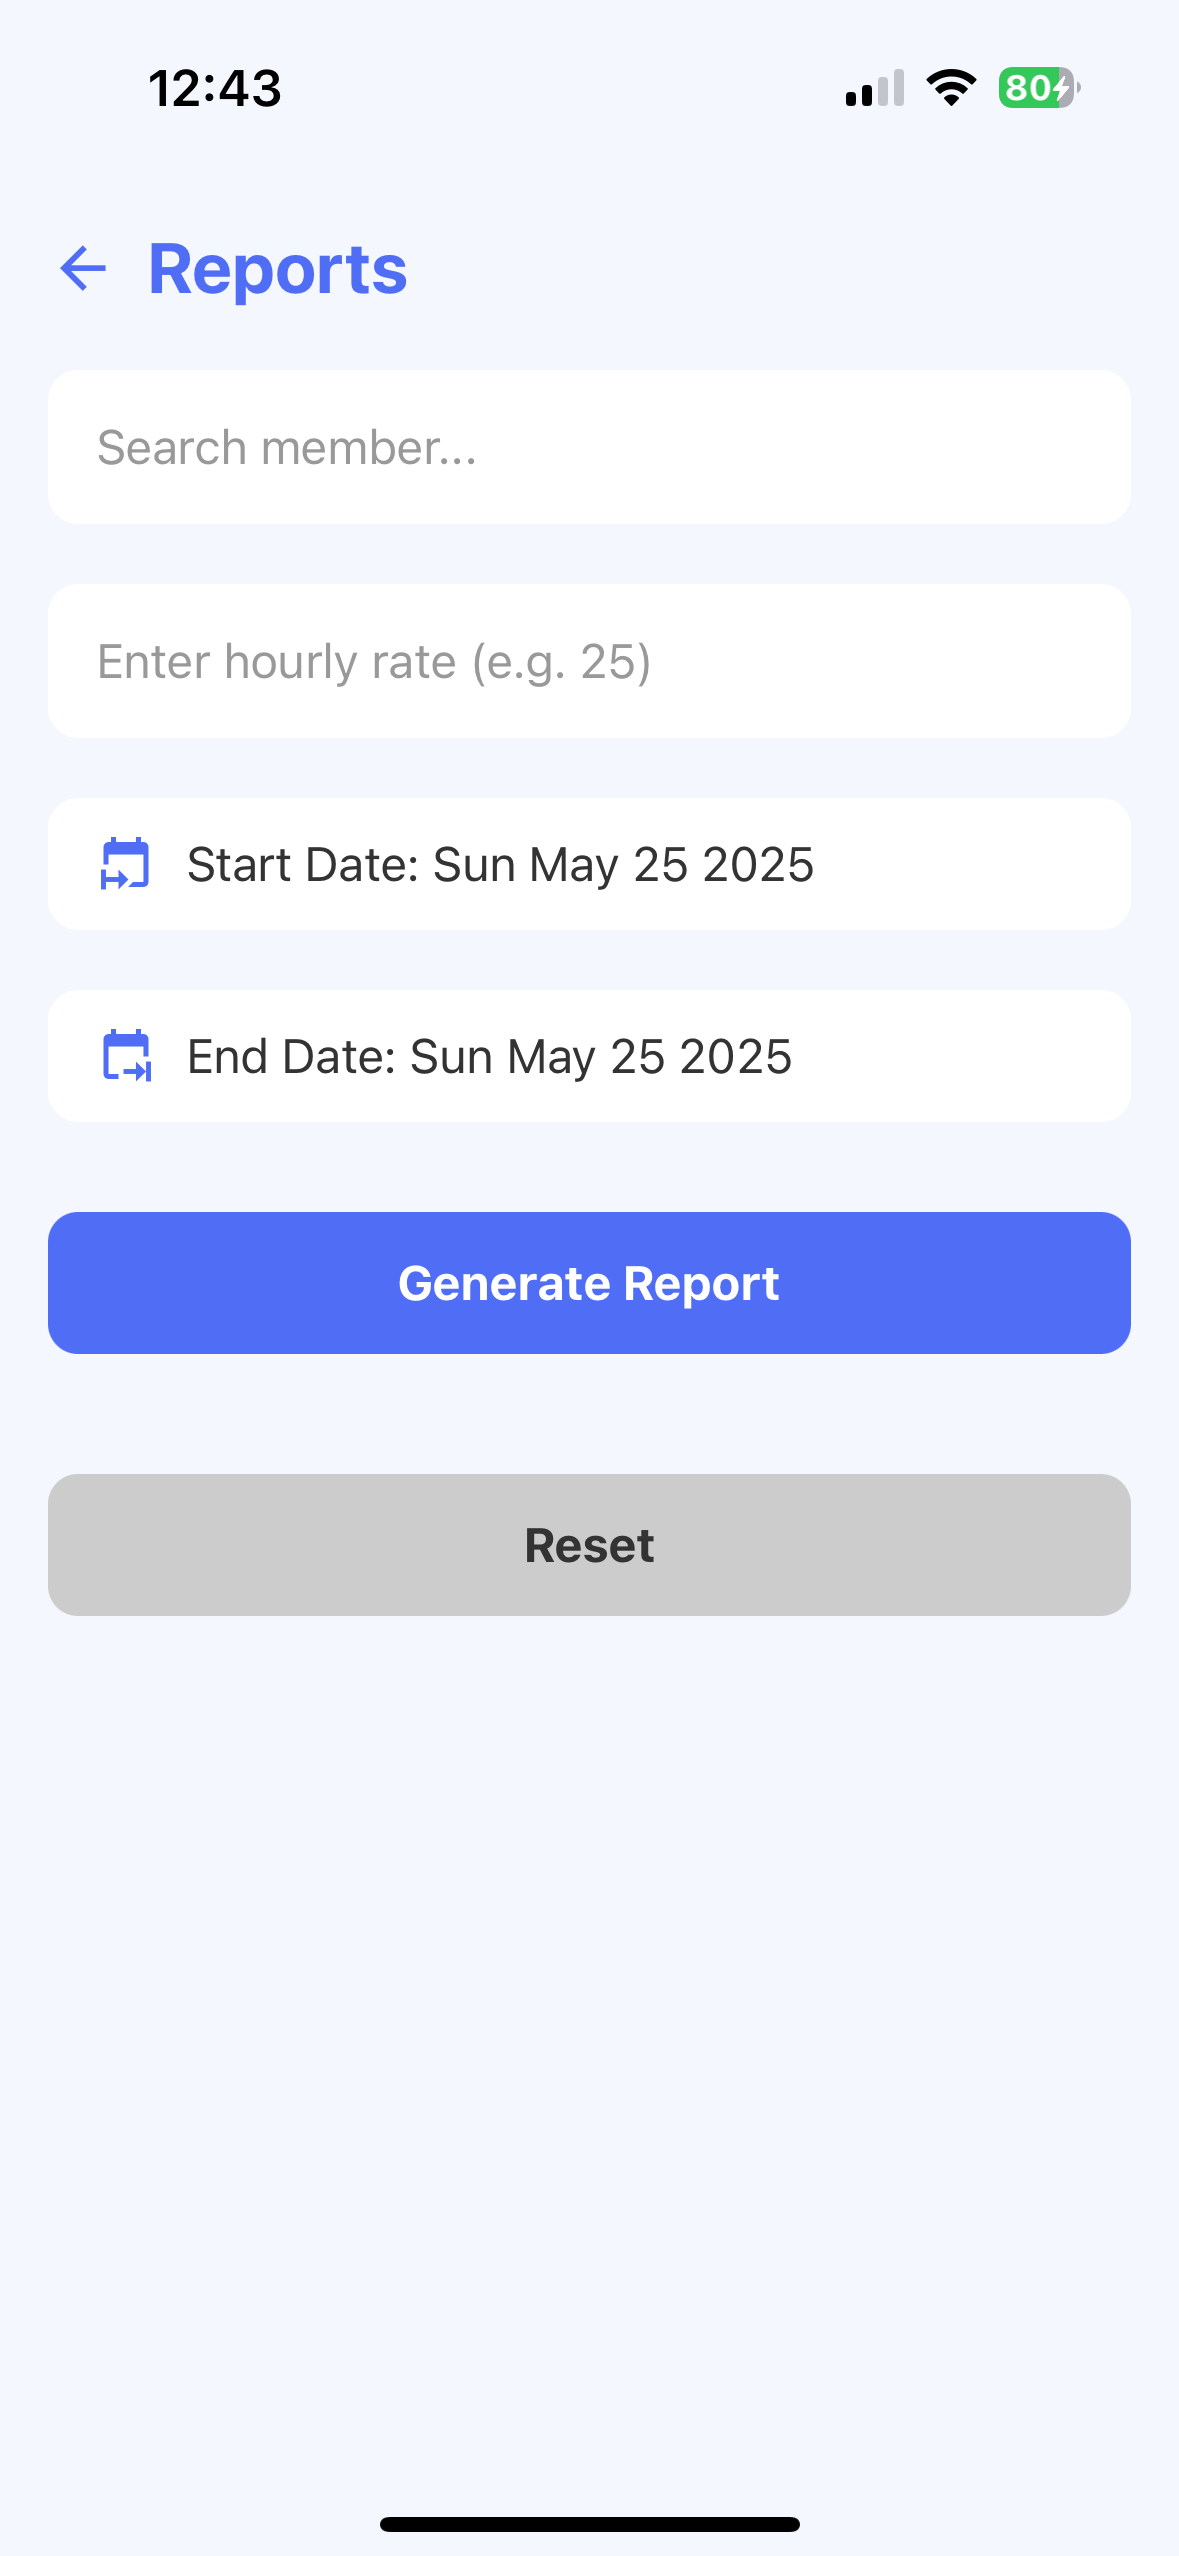 12:43
80
Reports
Search member...
Enter hourly rate (e.g. 25)
Start Date: Sun May 25 2025
End Date: Sun May 25 2025
Generate Report
Reset